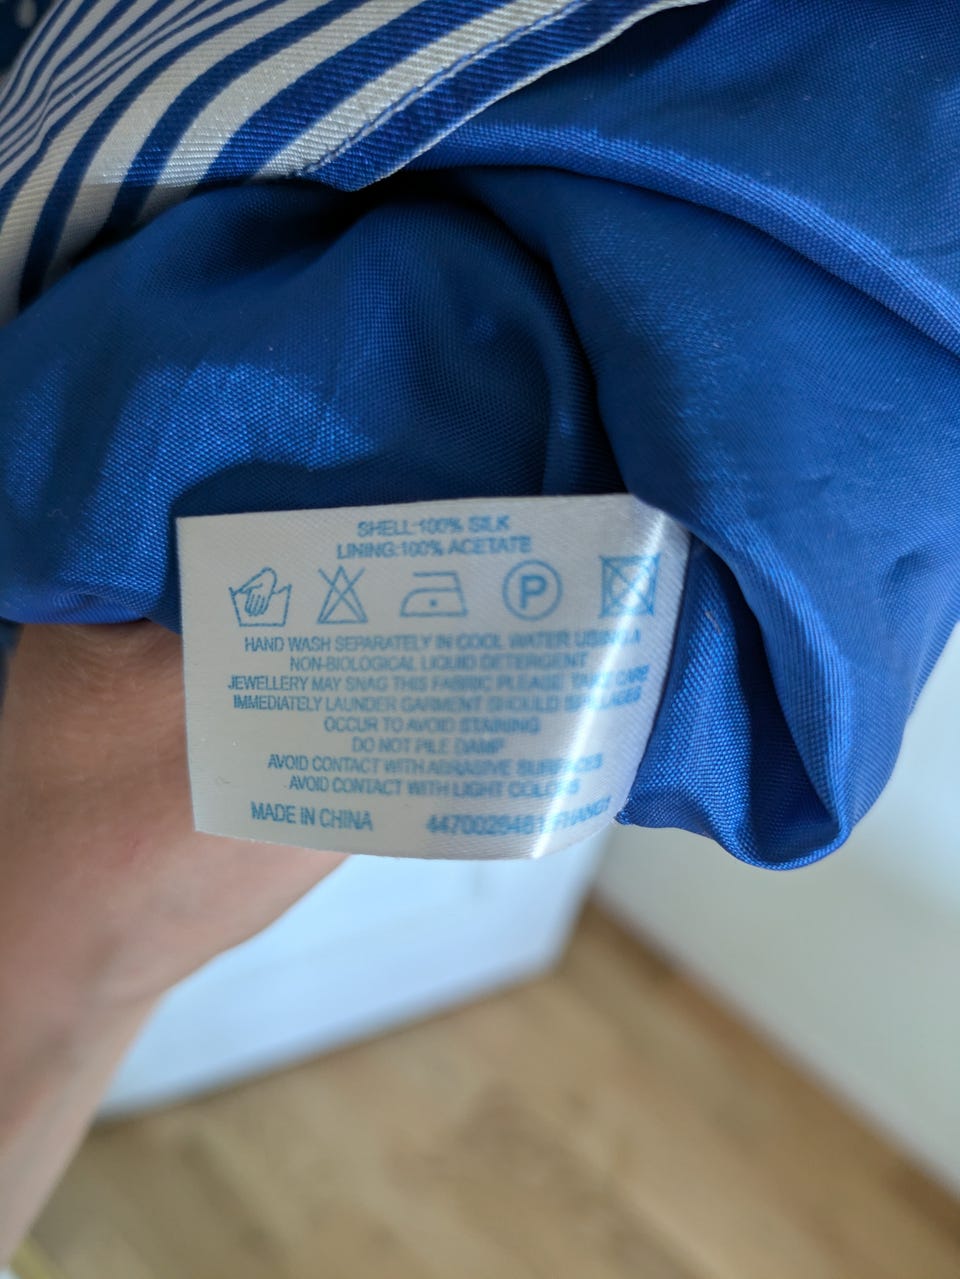 SHELL:100% SILK
LINING:100% ACETATE
P
HAND WASH SEPARATELY IN COOL WATER USING A
NON-BIOLOGICAL LIQUID DETERGENT
JEWELLERY MAY SNAG THIS FABRIC PLEASE TAKE CARE
IMMEDIATELY LAUNDER GARMENT SHOULD SPILLAGES
OCCUR TO AVOID STAINING
DO NOT PILE DAMP
AVOID CONTACT WITH ABRASIVE SURFACES
AVOID CONTACT WITH LIGHT COLORS
MADE IN CHINA